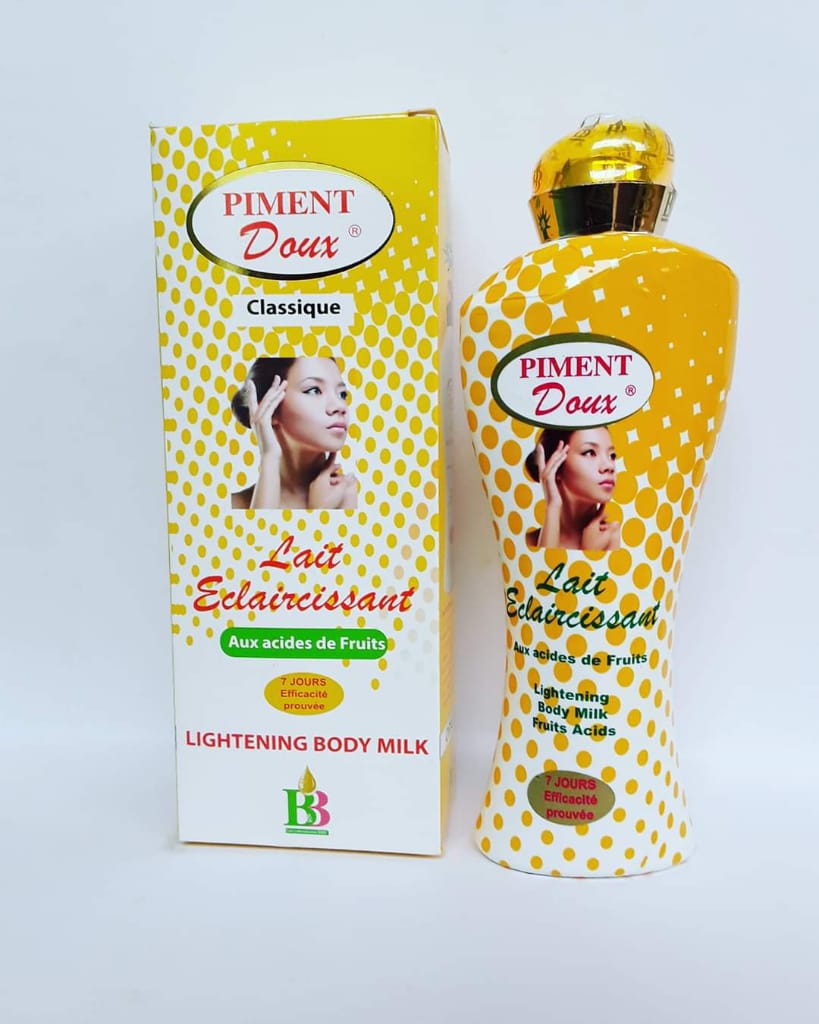 PIMENT
Doux ®
Classique
Lait
Eclaircissant
Aux acides de Fruits
7 JOURS
Efficacité
prouvée
LIGHTENING BODY MILK
BB
PIMENT
Doux ®
Lait
Eclaircissant
Aux acides de Fruits
Lightening
Body Milk
Fruits Acids
7 JOURS
Efficacité
prouvée